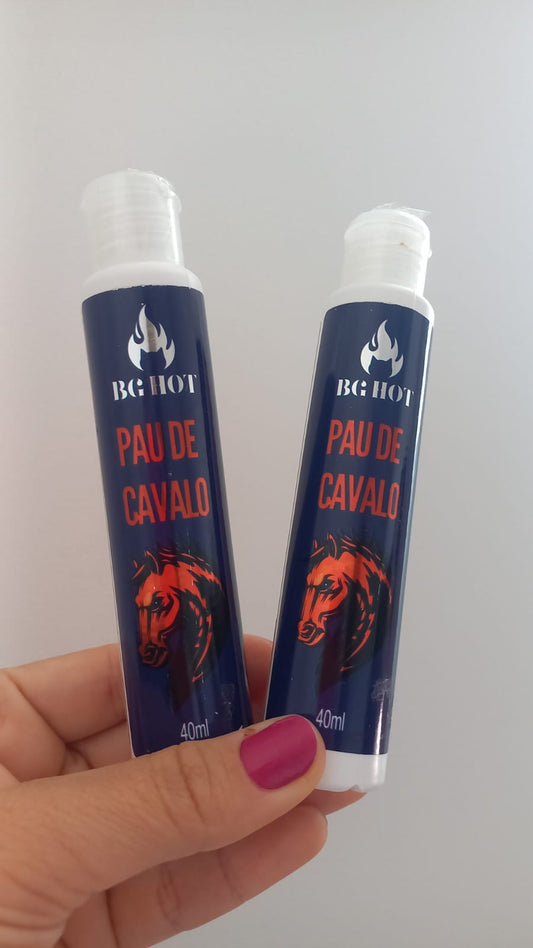 BG HOT
PAU DE
CAVALO
40ml
BG HOT
PAU DE
CAVALO
40ml